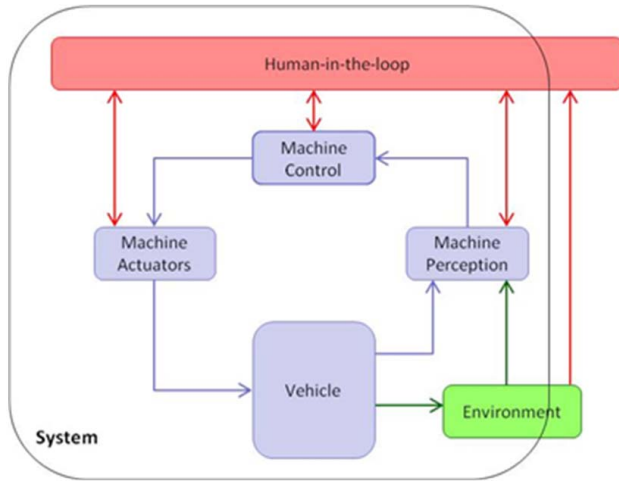 Human-in-the-loop
Machine
Control
Machine
Actuators
Machine
Perception
Vehicle
Environment
System